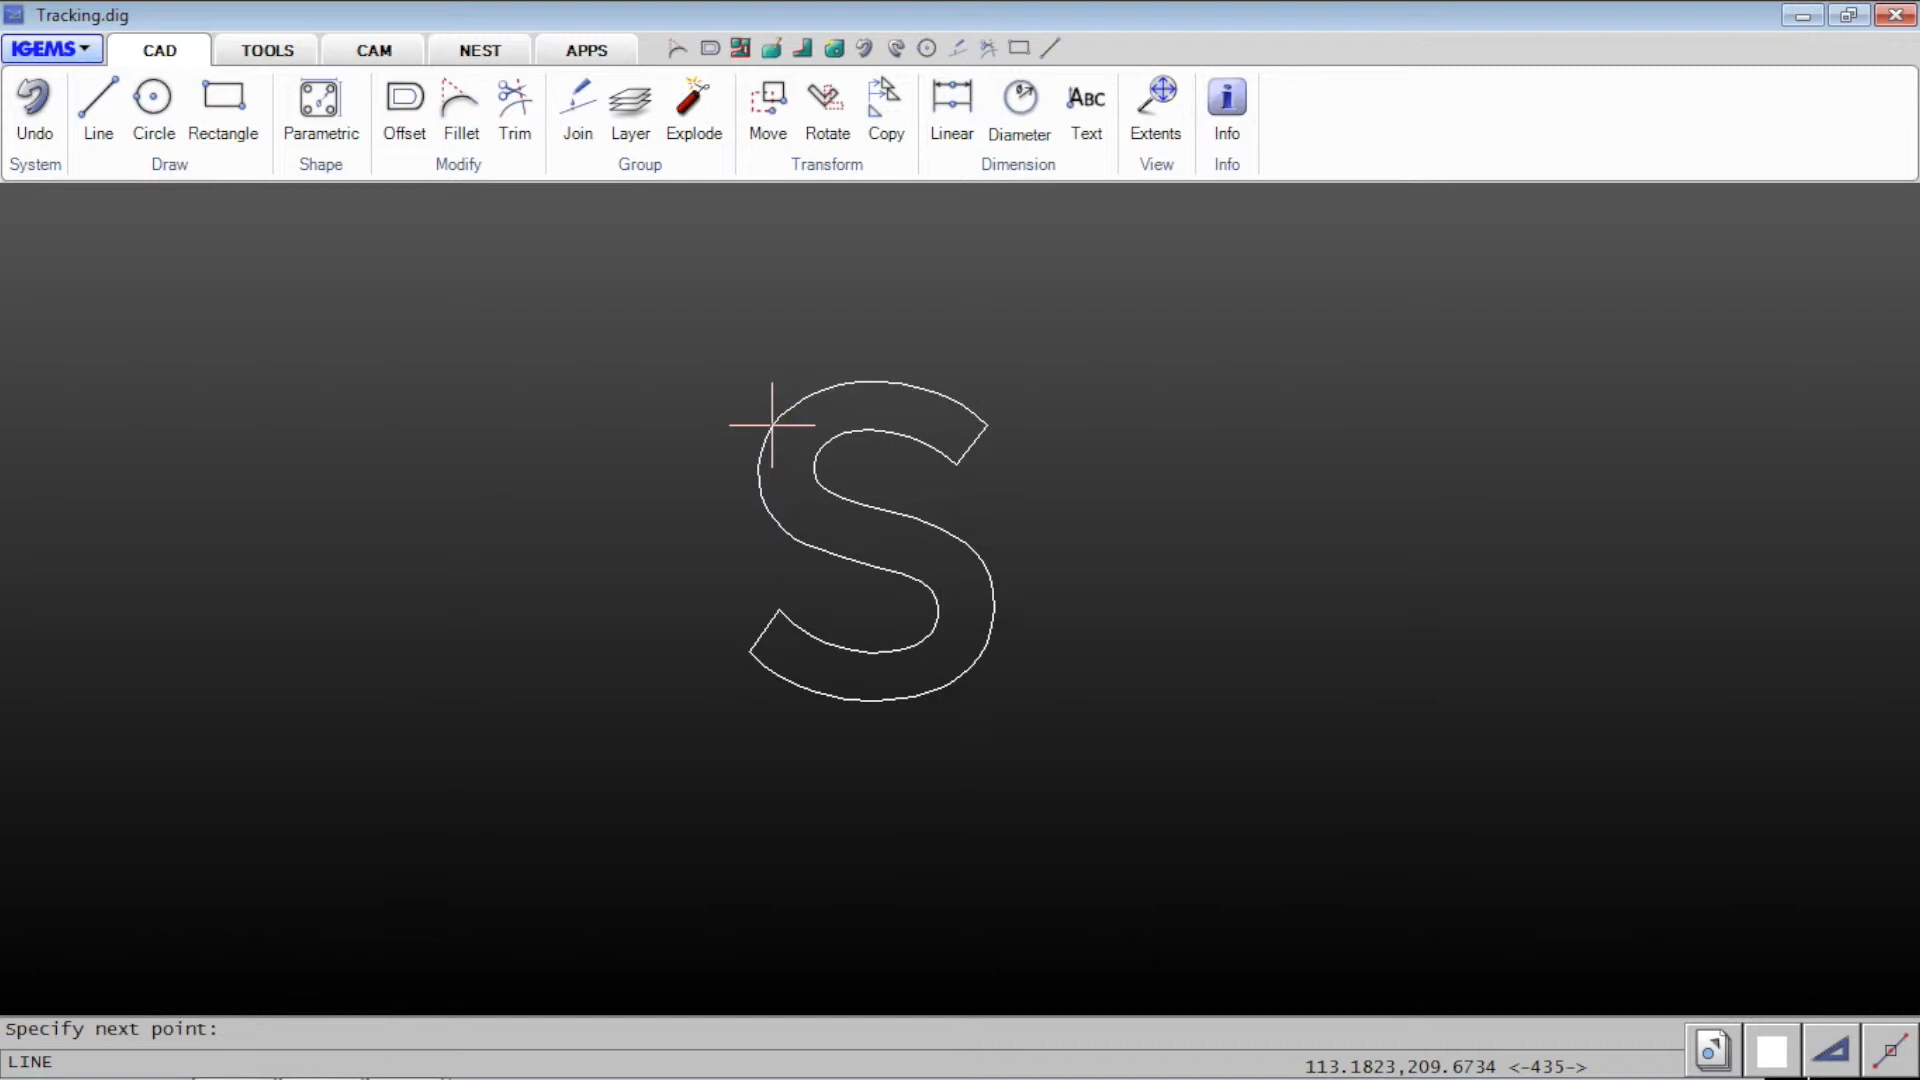 Tracking.dig
IGEMS
CAD
TOOLS
CAM
NEST
APPS
Undo
Line
Circle
Rectangle
Parametric
Offset
Fillet
Trim
Join
Layer
Explode
Move
Rotate
Copy
Linear
Diameter
ABC
Text
Extents
Info
System
Draw
Shape
Modify
Group
Transform
Dimension
View
Info
S
Specify next point:
LINE
113.1823,209.6734 <-435->